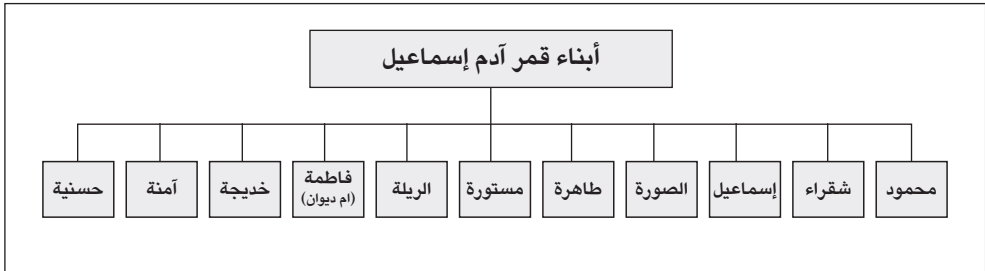 أبناء قمر آدم إسماعيل
محمود
شقراء
إسماعيل
الصورة
طاهرة
مستورة
الريلة
فاطمة
(ام ديوان)
خديجة
آمنة
حسنية